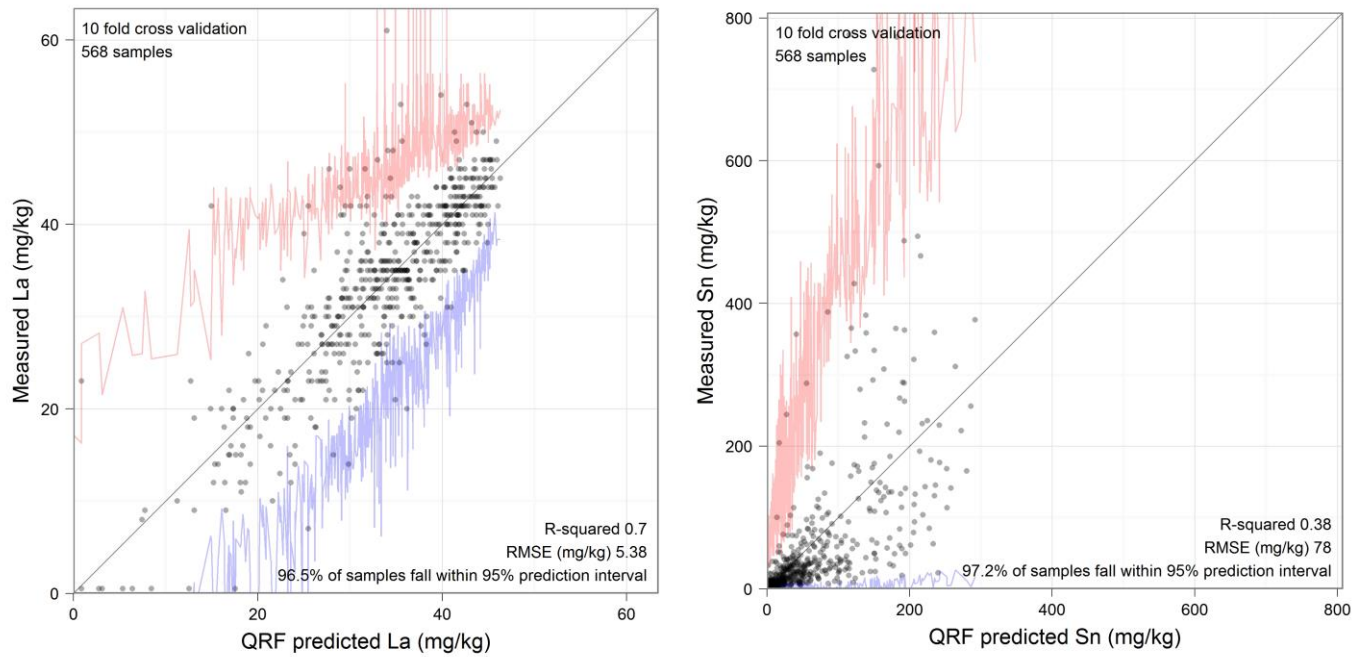 10 fold cross validation
568 samples
60
40
20
0
Measured La (mg/kg)
R-squared 0.7
RMSE (mg/kg) 5.38
96.5% of samples fall within 95% prediction interval
0 20 40 60
QRF predicted La (mg/kg)
10 fold cross validation
568 samples
800
600
400
200
0
Measured Sn (mg/kg)
R-squared 0.38
RMSE (mg/kg) 78
97.2% of samples fall within 95% prediction interval
0 200 400 600 800
QRF predicted Sn (mg/kg)